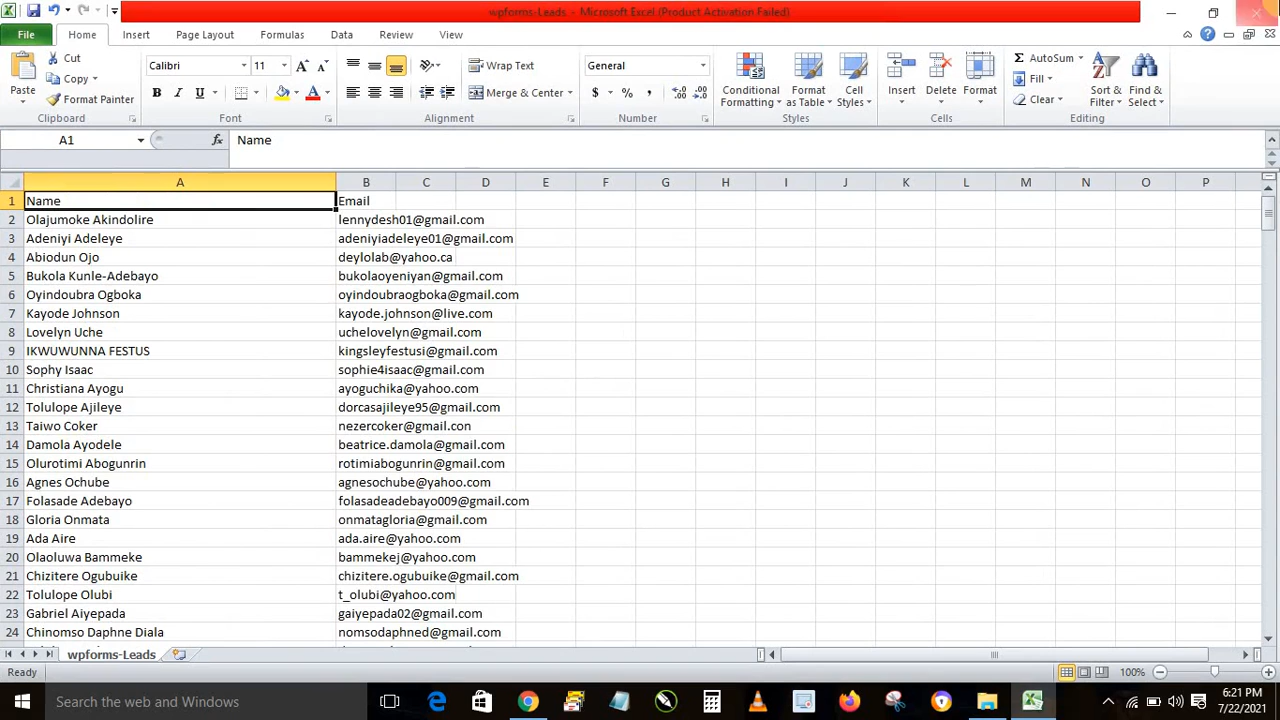 wpforms-Leads - Microsoft Excel (Product Activation Failed)
File Home Insert Page Layout Formulas Data Review View
Paste
Cut
Copy
Format Painter
Clipboard
Calibri 11
B I U A
Font
Wrap Text
Merge & Center
Alignment
General
$ % ,
Number
Conditional Formatting
Format as Table
Cell Styles
Styles
Insert Delete Format
Cells
AutoSum
Fill
Clear
Sort & Filter
Find & Select
Editing
A1 fx Name
A B C D E F G H I J K L M N O P
1 Name Email
2 Olajumoke Akindolire lennydesh01@gmail.com
3 Adeniyi Adeleye adeniyiadeleye01@gmail.com
4 Abiodun Ojo deylolab@yahoo.ca
5 Bukola Kunle-Adebayo bukolaoyeniyan@gmail.com
6 Oyindoubra Ogboka oyindoubraogboka@gmail.com
7 Kayode Johnson kayode.johnson@live.com
8 Lovelyn Uche uchelovelyn@gmail.com
9 IKWUWUNNA FESTUS kingsleyfestusi@gmail.com
10 Sophy Isaac sophie4isaac@gmail.com
11 Christiana Ayogu ayoguchika@yahoo.com
12 Tolulope Ajileye dorcasajileye95@gmail.com
13 Taiwo Coker nezercoker@gmail.con
14 Damola Ayodele beatrice.damola@gmail.com
15 Olurotimi Abogunrin rotimiabogunrin@gmail.com
16 Agnes Ochube agnesochube@yahoo.com
17 Folasade Adebayo folasadeadebayo009@gmail.com
18 Gloria Onmata onmatagloria@gmail.com
19 Ada Aire ada.aire@yahoo.com
20 Olaoluwa Bammeke bammekej@yahoo.com
21 Chizitere Ogubuike chizitere.ogubuike@gmail.com
22 Tolulope Olubi t_olubi@yahoo.com
23 Gabriel Aiyepada gaiyepada02@gmail.com
24 Chinomso Daphne Diala nomsodaphned@gmail.com
wpforms-Leads
Ready 100%
Search the web and Windows
6:21 PM
7/22/2021